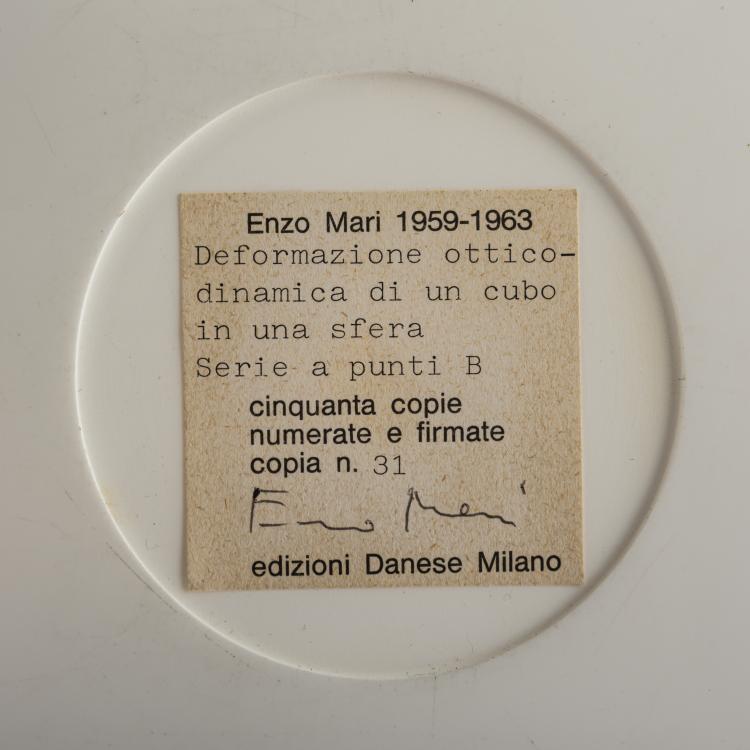 Enzo Mari 1959-1963
Deformazione ottico-
dinamica di un cubo
in una sfera
Serie a punti B
cinquanta copie
numerate e firmate
copia n. 31
Enzo Mari
edizioni Danese Milano